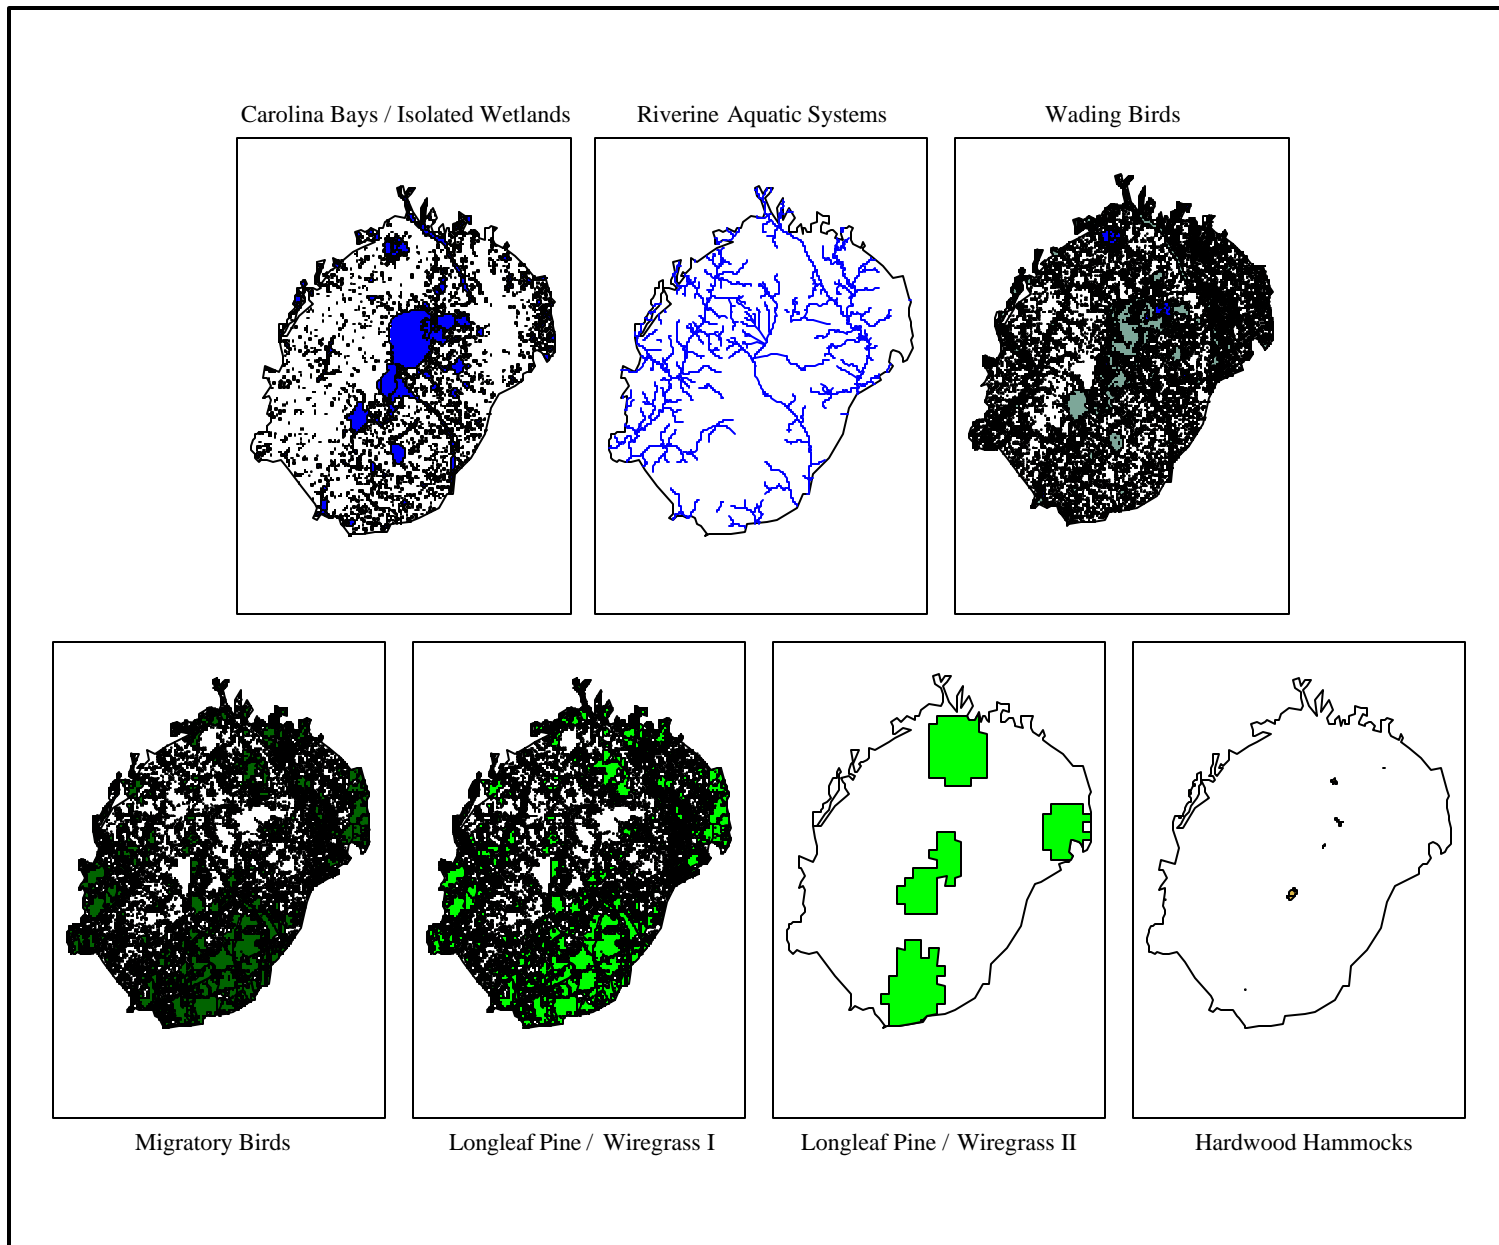 Carolina Bays / Isolated Wetlands
Riverine Aquatic Systems
Wading Birds
Migratory Birds
Longleaf Pine / Wiregrass I
Longleaf Pine / Wiregrass II
Hardwood Hammocks